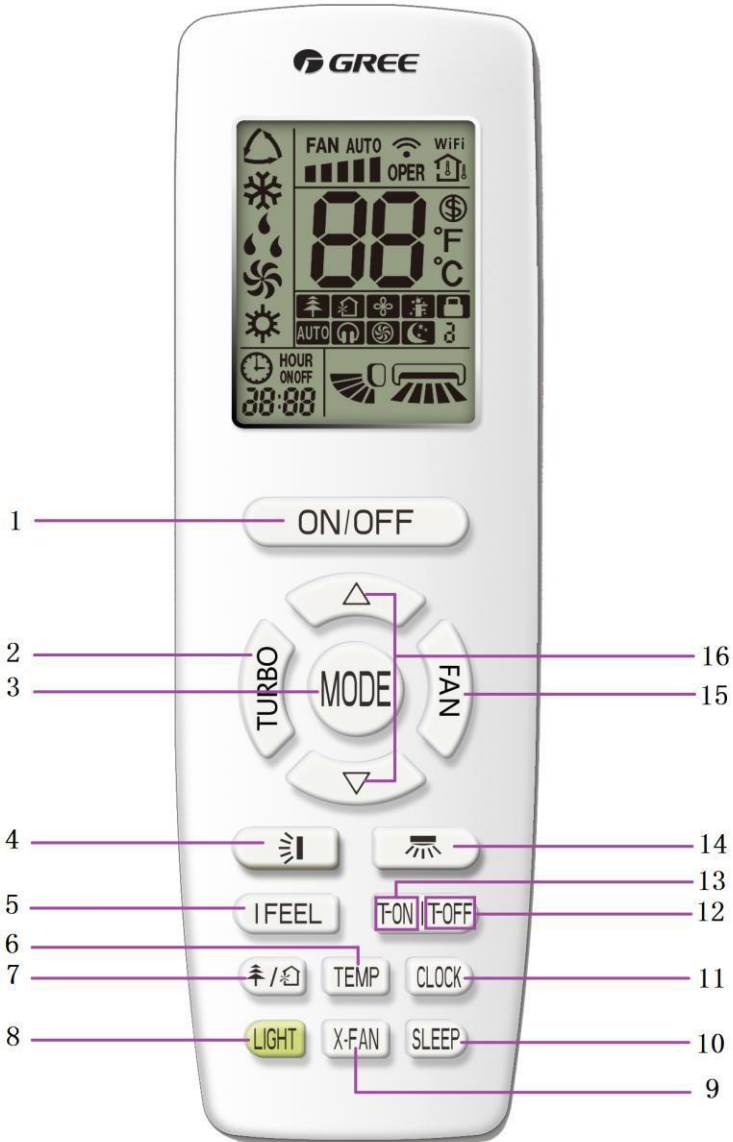 GREE
FAN AUTO WiFi
OPER
88
°F
°C
AUTO
HOUR
ON OFF
38:88
1
ON/OFF
2
TURBO
3
MODE
16
FAN
15
4
14
13
5
I FEEL
T-ON | T-OFF
12
6
7
/
TEMP
CLOCK
11
8
LIGHT
X-FAN
SLEEP
10
9